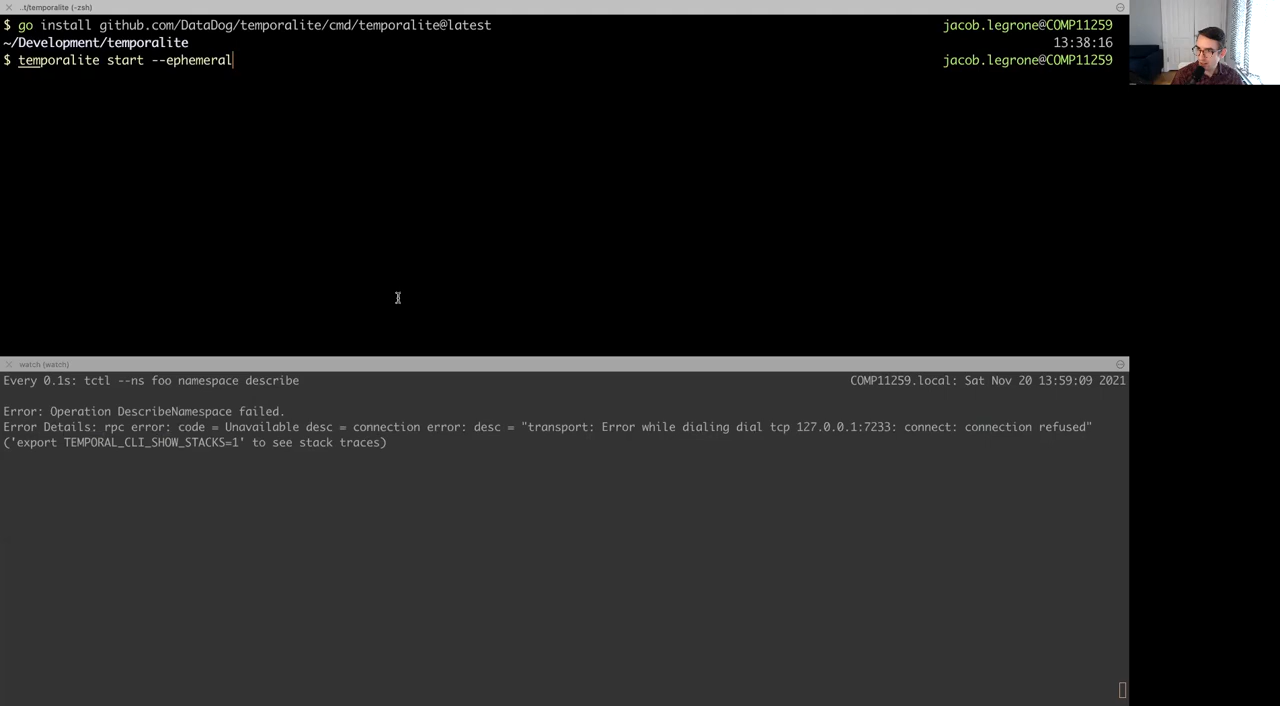 ..t/temporalite (-zsh)
$ go install github.com/DataDog/temporalite/cmd/temporalite@latest jacob.legrone@COMP11259
~/Development/temporalite 13:38:16
$ temporalite start --ephemeral jacob.legrone@COMP11259
watch (watch)
Every 0.1s: tctl --ns foo namespace describe COMP11259.local: Sat Nov 20 13:59:09 2021
Error: Operation DescribeNamespace failed.
Error Details: rpc error: code = Unavailable desc = connection error: desc = "transport: Error while dialing dial tcp 127.0.0.1:7233: connect: connection refused"
('export TEMPORAL_CLI_SHOW_STACKS=1' to see stack traces)